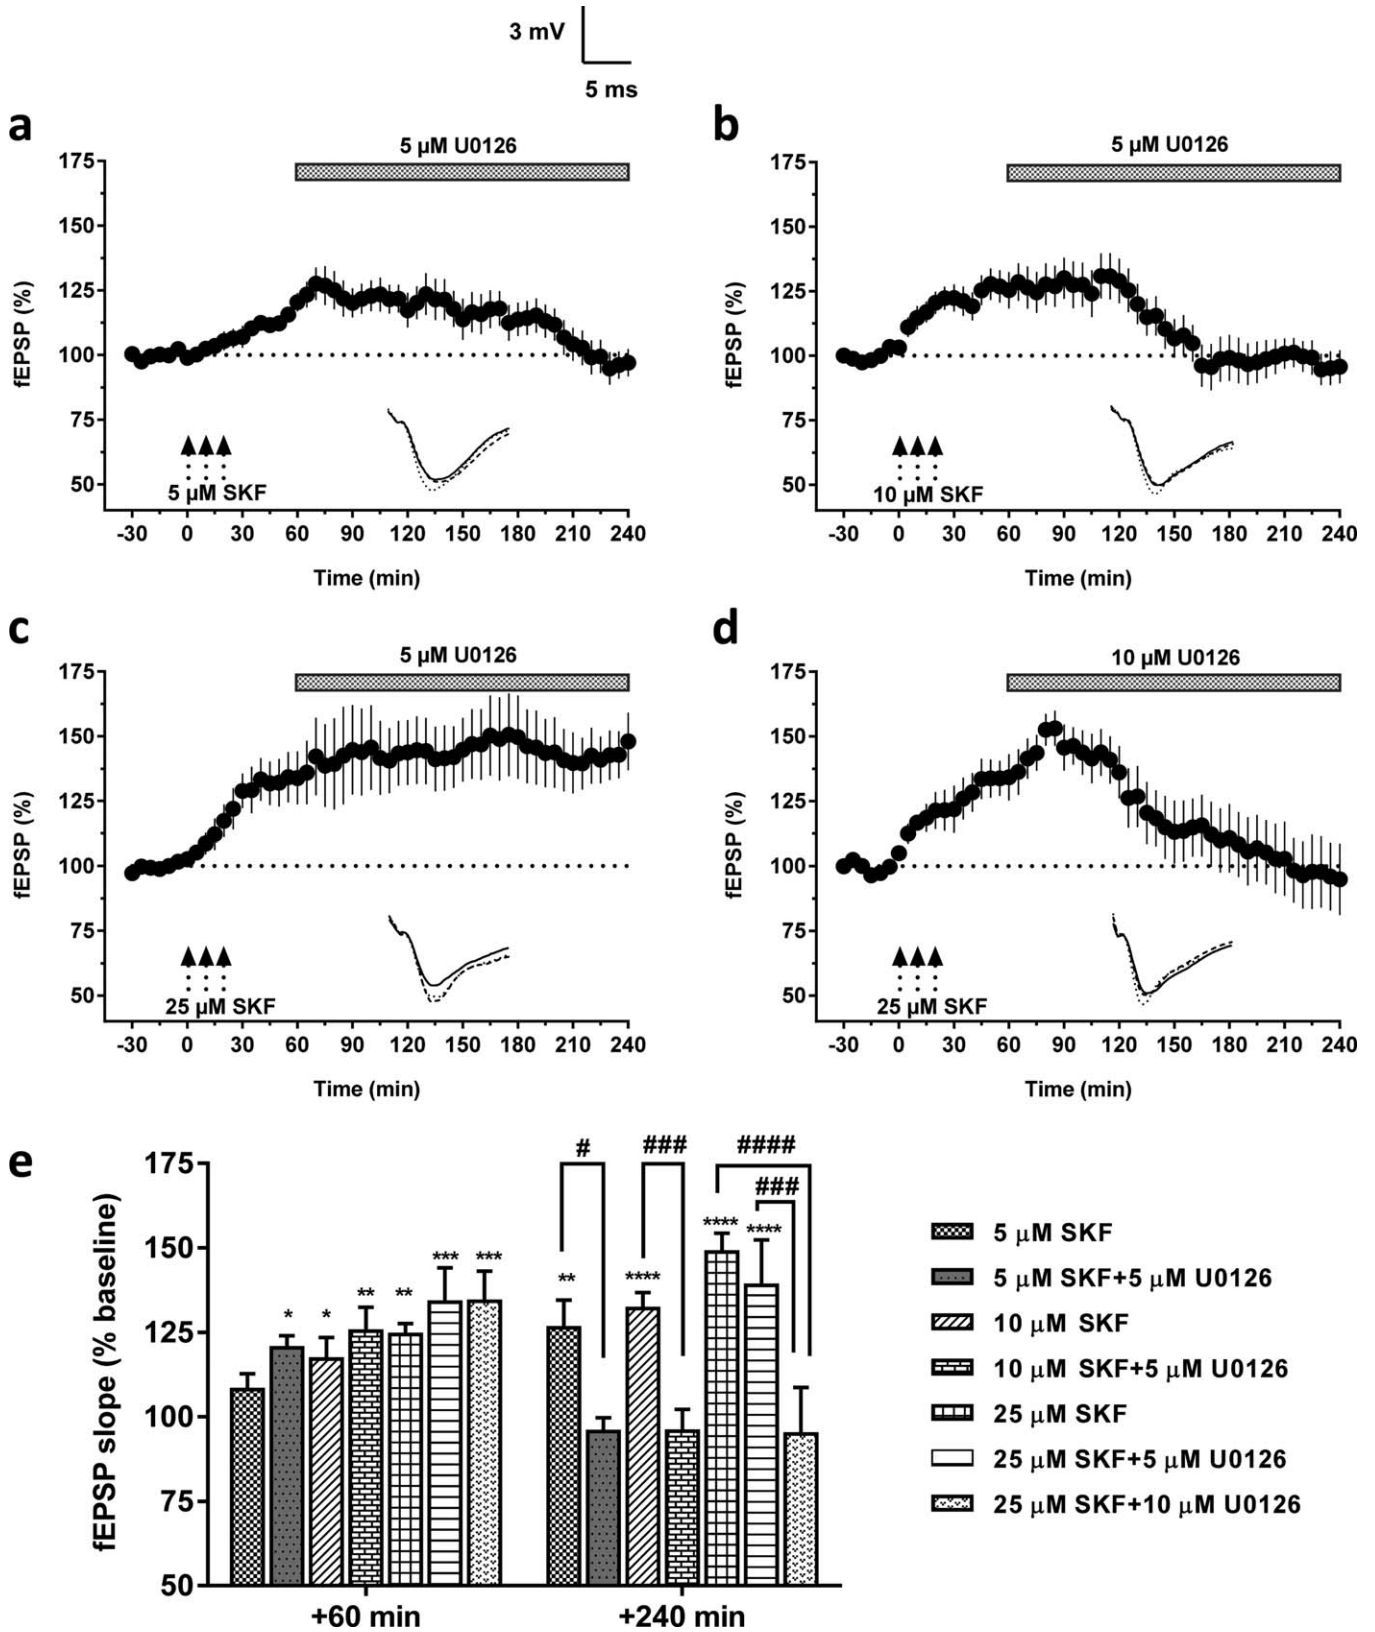 3 mV
5 ms
a
5 µM U0126
175
150
125
100
75
50
fEPSP (%)
5 µM SKF
-30 0 30 60 90 120 150 180 210 240
Time (min)
b
5 µM U0126
175
150
125
100
75
50
fEPSP (%)
10 µM SKF
-30 0 30 60 90 120 150 180 210 240
Time (min)
c
5 µM U0126
175
150
125
100
75
50
fEPSP (%)
25 µM SKF
-30 0 30 60 90 120 150 180 210 240
Time (min)
d
10 µM U0126
175
150
125
100
75
50
fEPSP (%)
25 µM SKF
-30 0 30 60 90 120 150 180 210 240
Time (min)
e
175
150
125
100
75
50
fEPSP slope (% baseline)
* * ** ** *** ***
# ### ####
###
** **** **** ****
+60 min +240 min
5 µM SKF
5 µM SKF+5 µM U0126
10 µM SKF
10 µM SKF+5 µM U0126
25 µM SKF
25 µM SKF+5 µM U0126
25 µM SKF+10 µM U0126